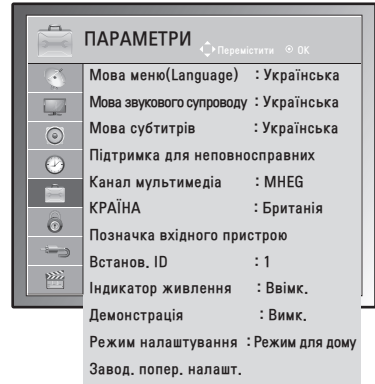 ПАРАМЕТРИ
Перемістити OK
Мова меню(Language) : Українська
Мова звукового супроводу : Українська
Мова субтитрів : Українська
Підтримка для неповносправних
Канал мультимедіа : MHEG
КРАЇНА : Британія
Позначка вхідного пристрою
Встанов. ID : 1
Індикатор живлення : Ввімк.
Демонстрація : Вимк.
Режим налаштування : Режим для дому
Завод. попер. налашт.